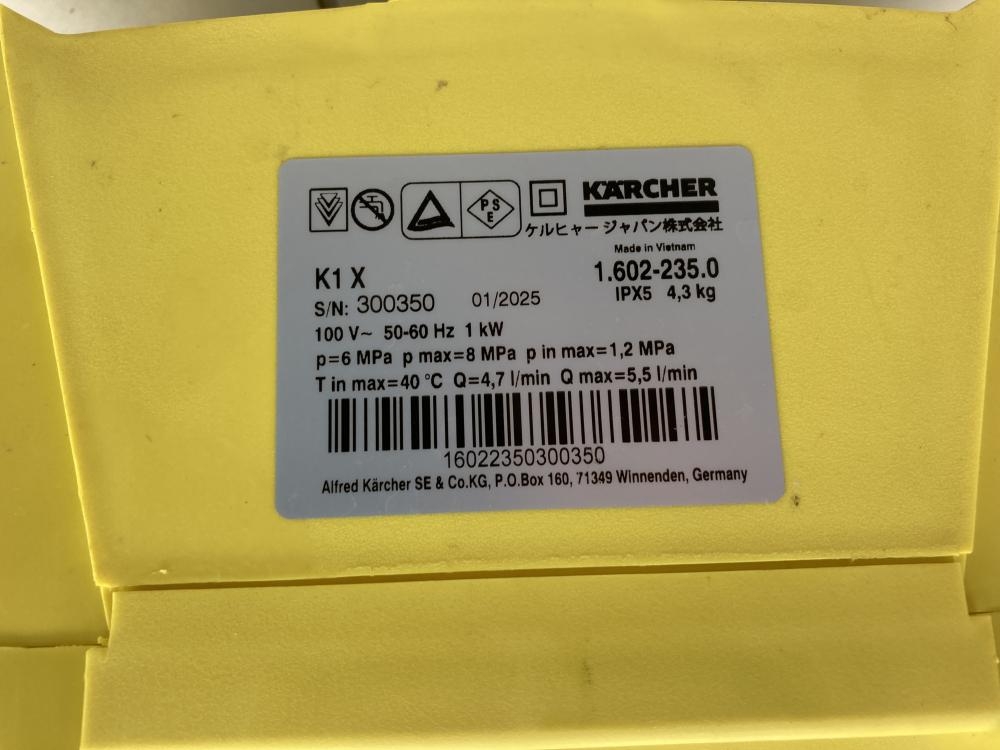 PSE
KÄRCHER
ケルヒャー ジャパン株式会社
Made in Vietnam
K1 X
1.602-235.0
S/N: 300350 01/2025
IPX5 4,3 kg
100 V~ 50-60 Hz 1 kW
p=6 MPa p max=8 MPa p in max=1,2 MPa
T in max=40 °C Q=4,7 l/min Q max=5,5 l/min
16022350300350
Alfred Kärcher SE & Co.KG, P.O.Box 160, 71349 Winnenden, Germany